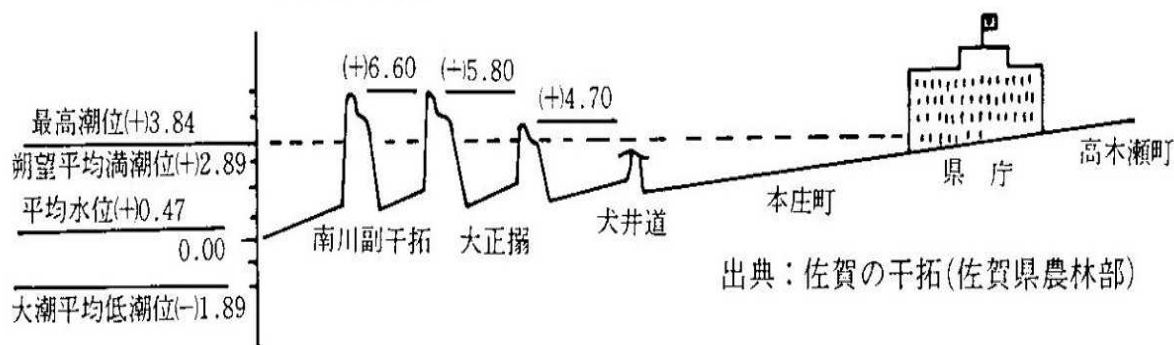 (+)6.60
(+)5.80
(+)4.70
最高潮位(+)3.84
朔望平均満潮位(+)2.89
平均水位(+)0.47
0.00
大潮平均低潮位(-)1.89
南川副干拓
大正搦
犬井道
本庄町
県庁
高木瀬町
出典：佐賀の干拓(佐賀県農林部)